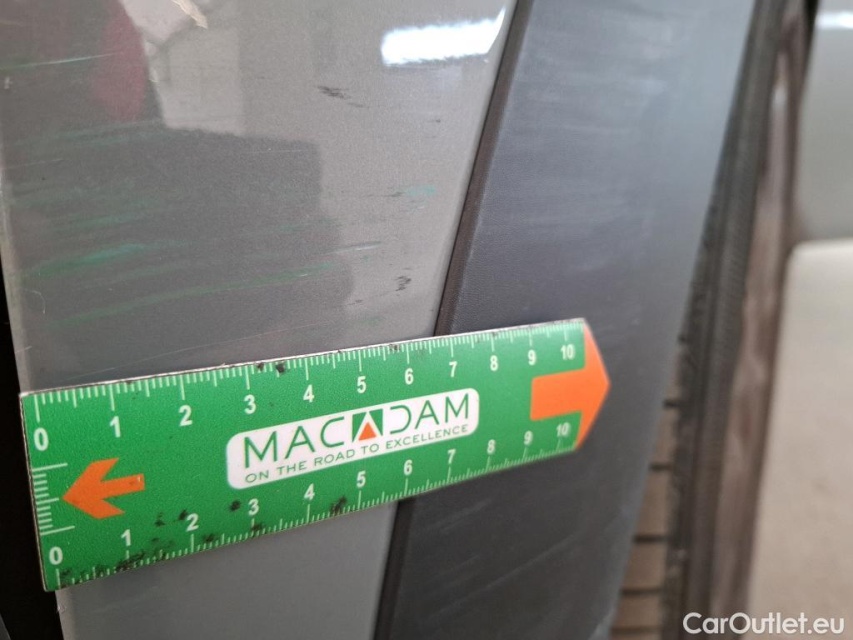 0 1 2 3 4 5 6 7 8 9 10
MACADAM
ON THE ROAD TO EXCELLENCE
0 1 2 3 4 5 6 7 8 9 10
CarOutlet.eu